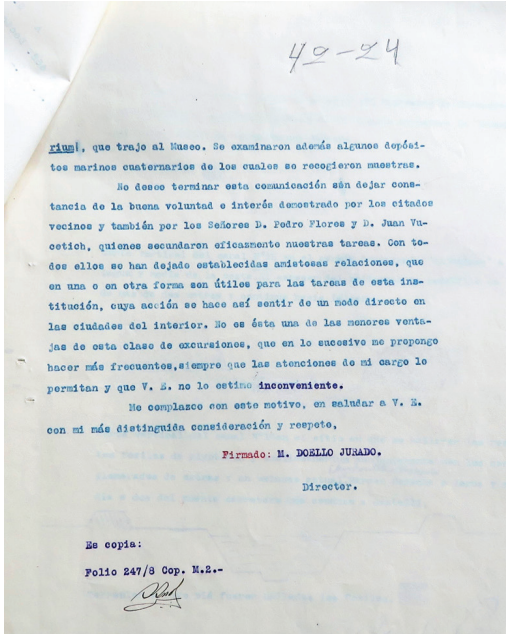 42-24
rium!, que trajo al Museo. Se examinaron además algunos depósi-
tos marinos cuaternarios de los cuales se recogieron muestras.
No deseo terminar esta comunicación sin dejar cons-
tancia de la buena voluntad e interés demostrado por los citados
vecinos y también por los Señores D. Pedro Flores y D. Juan Vu-
cetich, quienes secundaron eficazmente nuestras tareas. Con to-
dos ellos se han dejado establecidas amistosas relaciones, que
en una o en otra forma son útiles para las tareas de esta ins-
titución, cuya acción se hace así sentir de un modo directo en
las ciudades del interior. No es ésta una de las menores venta-
jas de esta clase de excursiones, que en lo sucesivo me propongo
hacer más frecuentes,siempre que las atenciones de mi cargo lo
permitan y que V. E. no lo estime inconveniente.
Me complazco con este motivo, en saludar a V. E.
con mi más distinguida consideración y respeto,
Firmado: M. DOELLO JURADO.
Director.
Es copia:
Folio 247/8 Cop. M.2.-